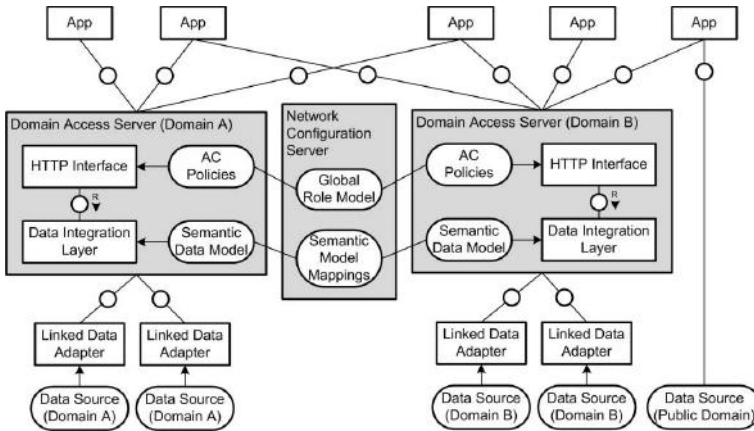 App
App
App
App
App
Domain Access Server (Domain A)
HTTP Interface
AC
Policies
R
Data Integration
Layer
Semantic
Data Model
Network
Configuration
Server
Global
Role Model
Semantic
Model
Mappings
Domain Access Server (Domain B)
AC
Policies
HTTP Interface
R
Semantic
Data Model
Data Integration
Layer
Linked Data
Adapter
Linked Data
Adapter
Linked Data
Adapter
Linked Data
Adapter
Data Source
(Domain A)
Data Source
(Domain A)
Data Source
(Domain B)
Data Source
(Domain B)
Data Source
(Public Domain)